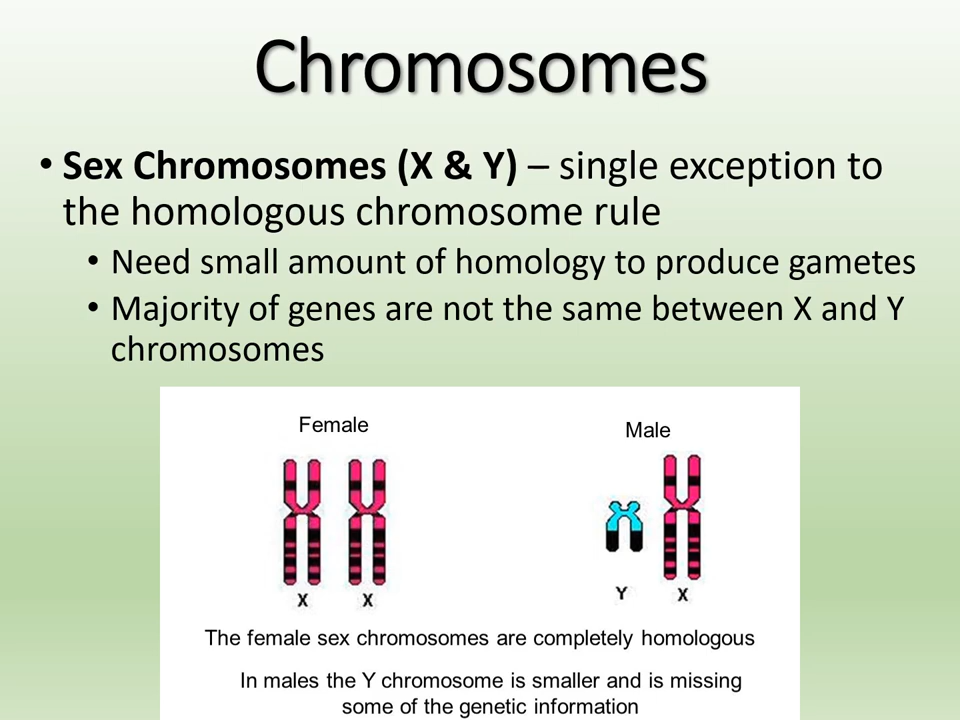 Chromosomes
• Sex Chromosomes (X & Y) – single exception to
the homologous chromosome rule
• Need small amount of homology to produce gametes
• Majority of genes are not the same between X and Y
chromosomes
Female
Male
X X
Y X
The female sex chromosomes are completely homologous
In males the Y chromosome is smaller and is missing
some of the genetic information